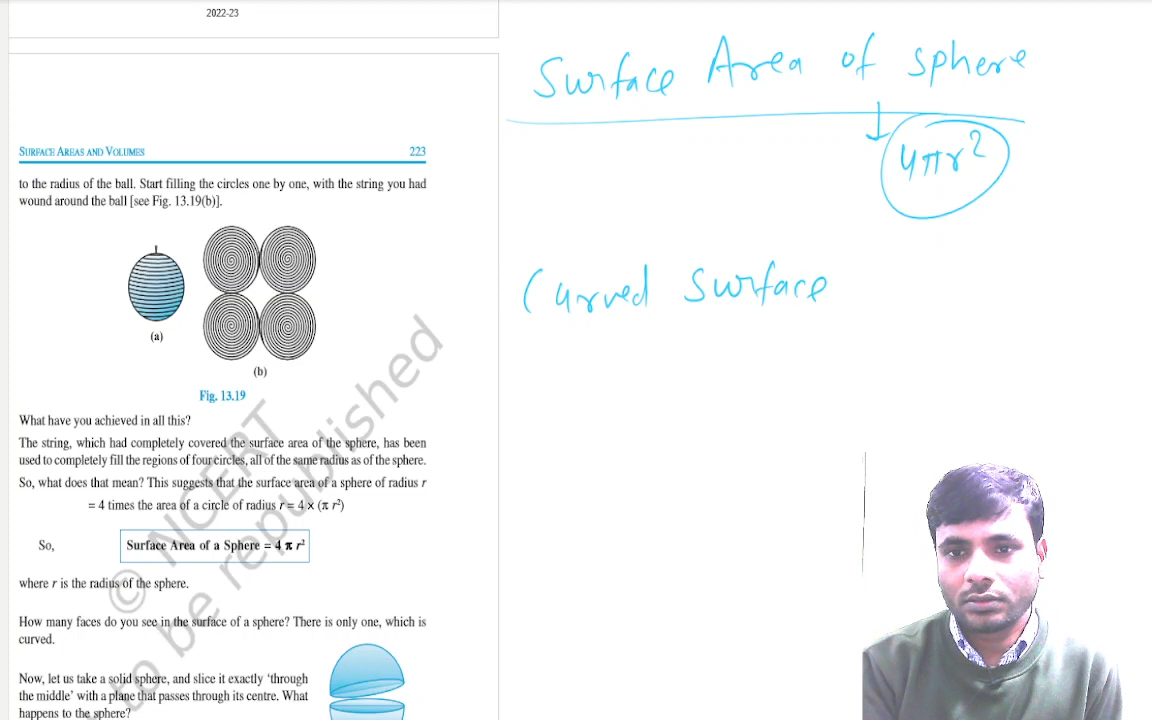 2022-23
SURFACE AREAS AND VOLUMES 223
to the radius of the ball. Start filling the circles one by one, with the string you had
wound around the ball [see Fig. 13.19(b)].
(a)
(b)
Fig. 13.19
What have you achieved in all this?
The string, which had completely covered the surface area of the sphere, has been
used to completely fill the regions of four circles, all of the same radius as of the sphere.
So, what does that mean? This suggests that the surface area of a sphere of radius r
= 4 times the area of a circle of radius r = 4 × (π r²)
So, Surface Area of a Sphere = 4 π r²
where r is the radius of the sphere.
How many faces do you see in the surface of a sphere? There is only one, which is
curved.
Now, let us take a solid sphere, and slice it exactly ‘through
the middle’ with a plane that passes through its centre. What
happens to the sphere?
© NCERT
to be republished
Surface Area of sphere
4πr²
Curved surface